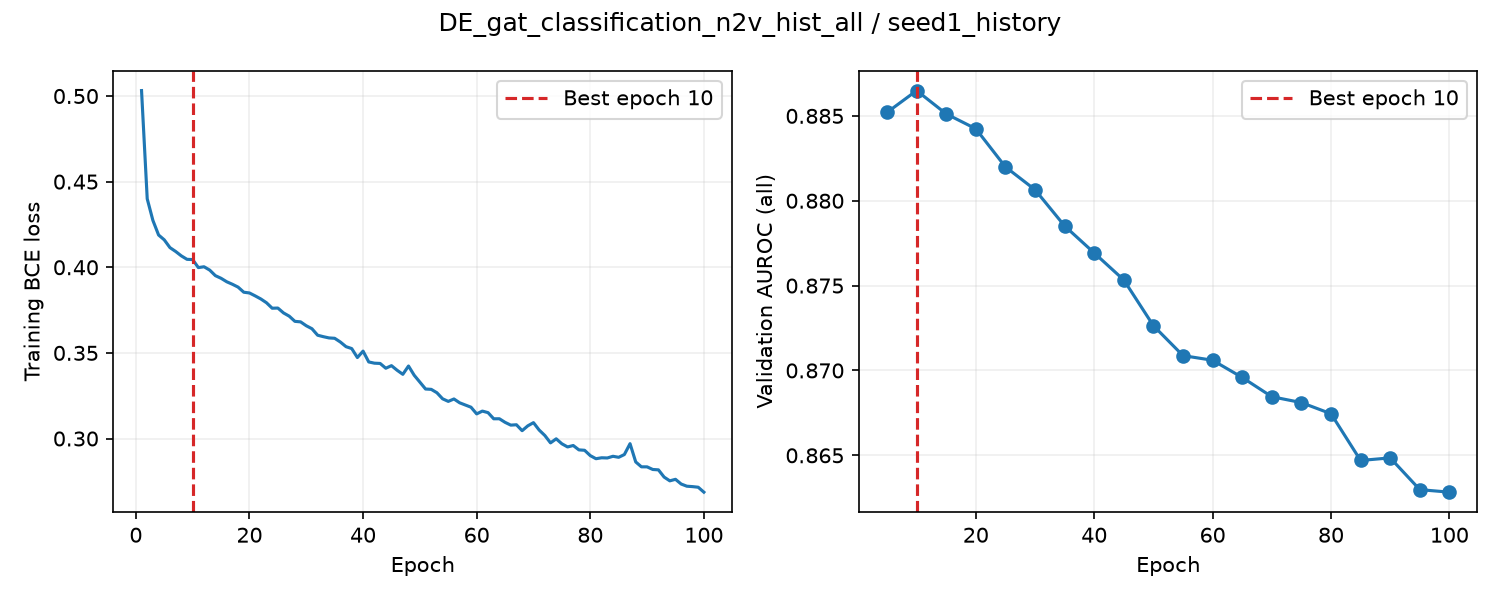 DE_gat_classification_n2v_hist_all / seed1_history
Training BCE loss
0.50
0.45
0.40
0.35
0.30
Best epoch 10
0 20 40 60 80 100
Epoch
Validation AUROC (all)
0.885
0.880
0.875
0.870
0.865
Best epoch 10
20 40 60 80 100
Epoch